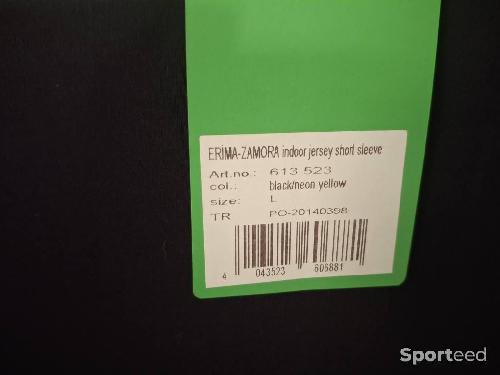 ERIMA-ZAMORA indoor jersey short sleeve
Art.no.: 613 523
col.: black/neon yellow
size: L
TR PO-20140398
4 043523 606881
Sporteed